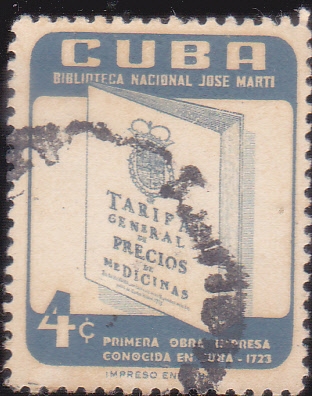 CUBA
BIBLIOTECA NACIONAL JOSE MARTI
TARIFA
GENERAL
DE
PRECIOS
DE
MEDICINAS
4¢
PRIMERA OBRA IMPRESA
CONOCIDA EN CUBA - 1723
IMPRESO EN